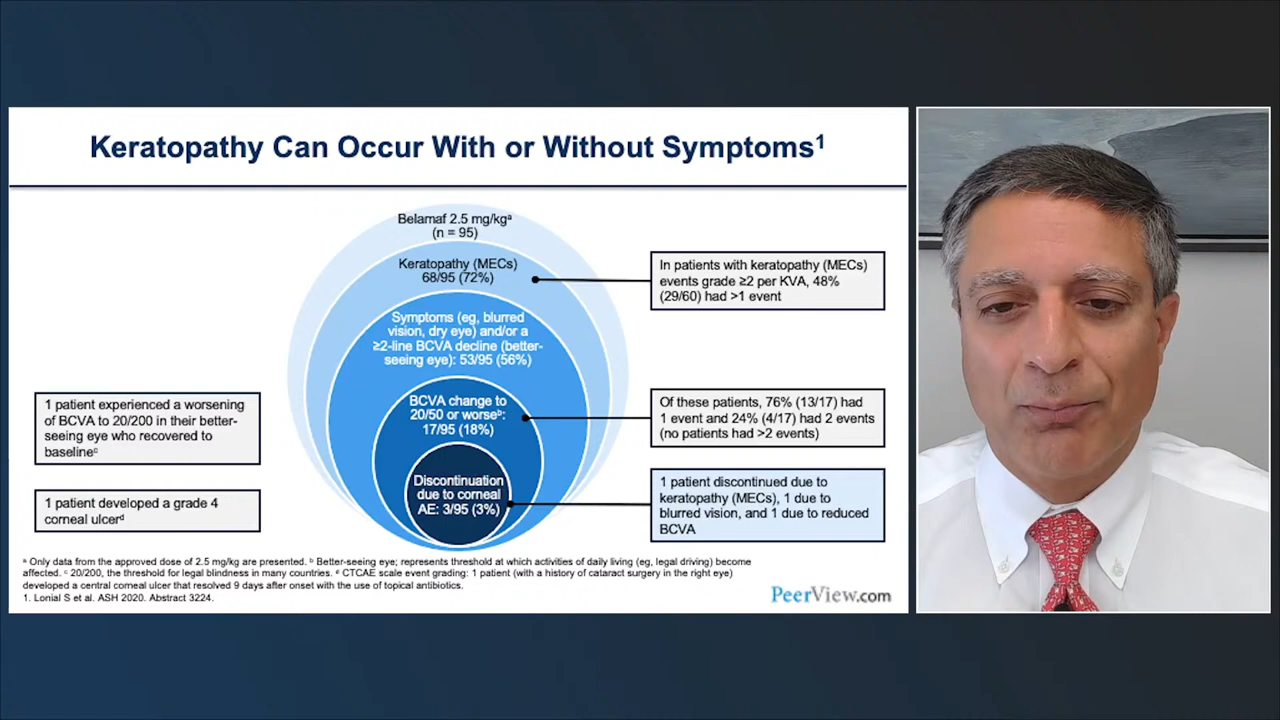 Keratopathy Can Occur With or Without Symptoms¹
Belamaf 2.5 mg/kgᵃ
(n = 95)
Keratopathy (MECs)
68/95 (72%)
Symptoms (eg, blurred
vision, dry eye) and/or a
≥2-line BCVA decline (better-
seeing eye): 53/95 (56%)
BCVA change to
20/50 or worseᵇ:
17/95 (18%)
Discontinuation
due to corneal
AE: 3/95 (3%)
In patients with keratopathy (MECs)
events grade ≥2 per KVA, 48%
(29/60) had >1 event
Of these patients, 76% (13/17) had
1 event and 24% (4/17) had 2 events
(no patients had >2 events)
1 patient discontinued due to
keratopathy (MECs), 1 due to
blurred vision, and 1 due to reduced
BCVA
1 patient experienced a worsening
of BCVA to 20/200 in their better-
seeing eye who recovered to
baselineᶜ
1 patient developed a grade 4
corneal ulcerᵈ
ᵃ Only data from the approved dose of 2.5 mg/kg are presented. ᵇ Better-seeing eye; represents threshold at which activities of daily living (eg, legal driving) become
affected. ᶜ 20/200, the threshold for legal blindness in many countries. ᵈ CTCAE scale event grading: 1 patient (with a history of cataract surgery in the right eye)
developed a central corneal ulcer that resolved 9 days after onset with the use of topical antibiotics.
1. Lonial S et al. ASH 2020. Abstract 3224.
PeerView.com